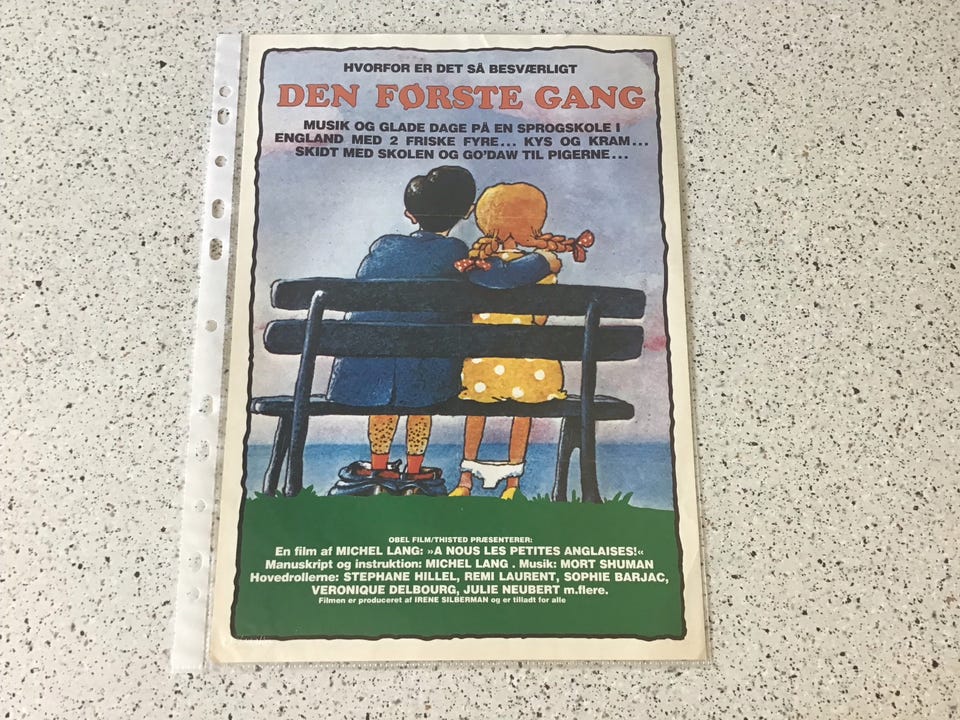 HVORFOR ER DET SÅ BESVÆRLIGT
DEN FØRSTE GANG
MUSIK OG GLADE DAGE PÅ EN SPROGSKOLE I
ENGLAND MED 2 FRISKE FYRE... KYS OG KRAM...
SKIDT MED SKOLEN OG GO'DAW TIL PIGERNE...
OBEL FILM/THISTED PRÆSENTERER:
En film af MICHEL LANG: »A NOUS LES PETITES ANGLAISES!«
Manuskript og instruktion: MICHEL LANG . Musik: MORT SHUMAN
Hovedrollerne: STEPHANE HILLEL, REMI LAURENT, SOPHIE BARJAC,
VERONIQUE DELBOURG, JULIE NEUBERT m.flere.
Filmen er produceret af IRENE SILBERMAN og er tilladt for alle